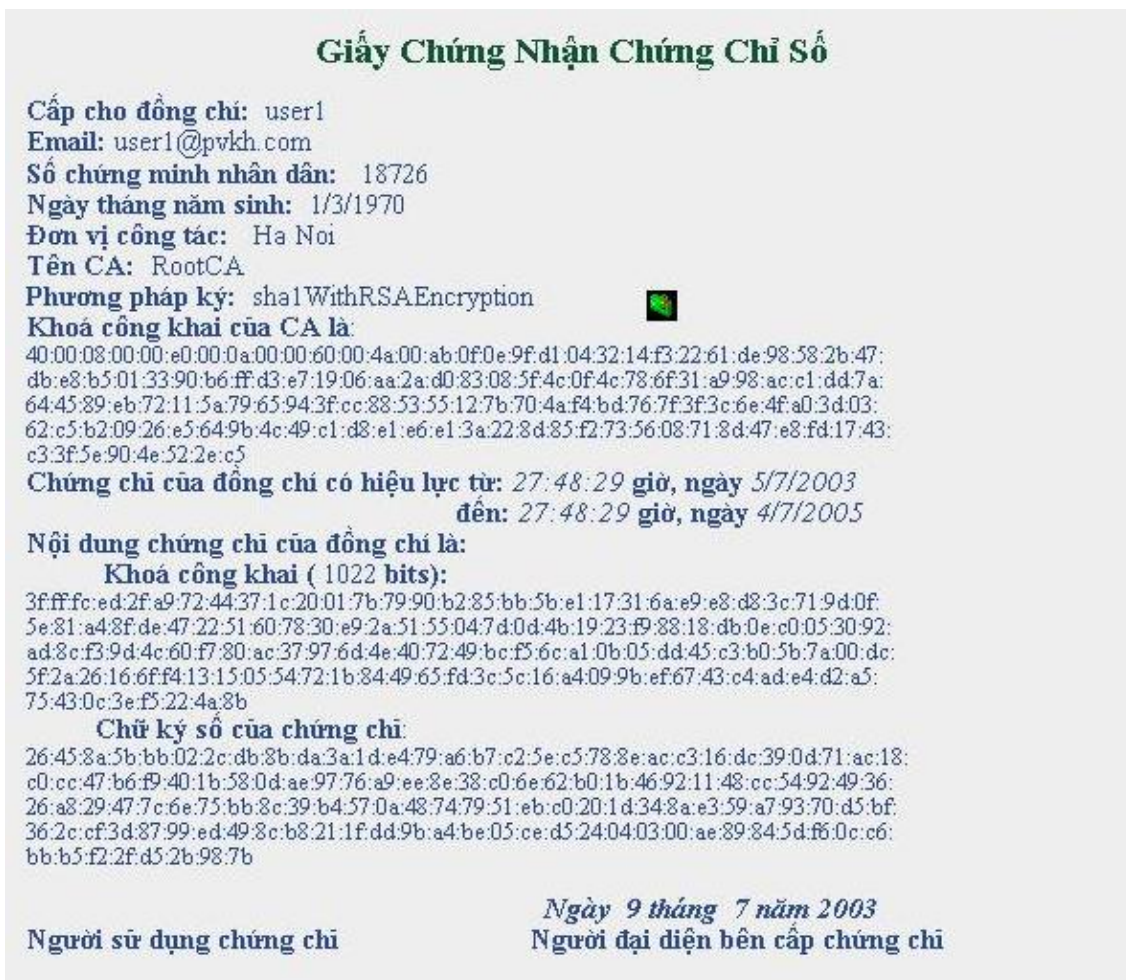 Giấy Chứng Nhận Chứng Chỉ Số
Cấp cho đồng chí: user1
Email: user1@pvkh.com
Số chứng minh nhân dân: 18726
Ngày tháng năm sinh: 1/3/1970
Đơn vị công tác: Ha Noi
Tên CA: RootCA
Phương pháp ký: sha1WithRSAEncryption
Khoá công khai của CA là:
40:00:08:00:00:e0:00:0a:00:00:60:00:4a:00:ab:0f:0e:9f:d1:04:32:14:f3:22:61:de:98:58:2b:47:
db:e8:b5:01:33:90:b6:ff:d3:e7:19:06:aa:2a:d0:83:08:5f:4c:0f:4c:78:6f:31:a9:98:ac:c1:dd:7a:
64:45:89:eb:72:11:5a:79:65:94:3f:cc:88:53:55:12:7b:70:4a:f4:bd:76:7f:3f:3c:6e:4f:a0:3d:03:
62:c5:b2:09:26:e5:64:9b:4c:49:c1:d8:e1:e6:e1:3a:22:8d:85:f2:73:56:08:71:8d:47:e8:fd:17:43:
c3:3f:5e:90:4e:52:2e:c5
Chứng chỉ của đồng chí có hiệu lực từ: 27:48:29 giờ, ngày 5/7/2003
đến: 27:48:29 giờ, ngày 4/7/2005
Nội dung chứng chỉ của đồng chí là:
Khoá công khai ( 1022 bits):
3f:ff:fc:ed:2f:a9:72:44:37:1c:20:01:7b:79:90:b2:85:bb:5b:e1:17:31:6a:e9:e8:d8:3c:71:9d:0f:
5e:81:a4:8f:de:47:22:51:60:78:30:e9:2a:51:55:04:7d:0d:4b:19:23:f9:88:18:db:0e:c0:05:30:92:
ad:8c:f3:9d:4c:60:f7:80:ac:37:97:6d:4e:40:72:49:bc:f5:6c:a1:0b:05:dd:45:c3:b0:5b:7a:00:dc:
5f:2a:26:16:6f:f4:13:15:05:54:72:1b:84:49:65:fd:3c:5c:16:a4:09:9b:ef:67:43:c4:ad:e4:d2:a5:
75:43:0c:3e:f5:22:4a:8b
Chữ ký số của chứng chỉ:
26:45:8a:5b:bb:02:2c:db:8b:da:3a:1d:e4:79:a6:b7:c2:5e:c5:78:8e:ac:c3:16:dc:39:0d:71:ac:18:
c0:cc:47:b6:f9:40:1b:58:0d:ae:97:76:a9:ee:8e:38:c0:6e:62:b0:1b:46:92:11:48:cc:54:92:49:36:
26:a8:29:47:7c:6e:75:bb:8c:39:b4:57:0a:48:74:79:51:eb:c0:20:1d:34:8a:e3:59:a7:93:70:d5:bf:
36:2c:cf:3d:87:99:ed:49:8c:b8:21:1f:dd:9b:a4:be:05:ce:d5:24:04:03:00:ae:89:84:5d:f6:0c:c6:
bb:b5:f2:2f:d5:2b:98:7b
Ngày 9 tháng 7 năm 2003
Người sử dụng chứng chỉ
Người đại diện bên cấp chứng chỉ